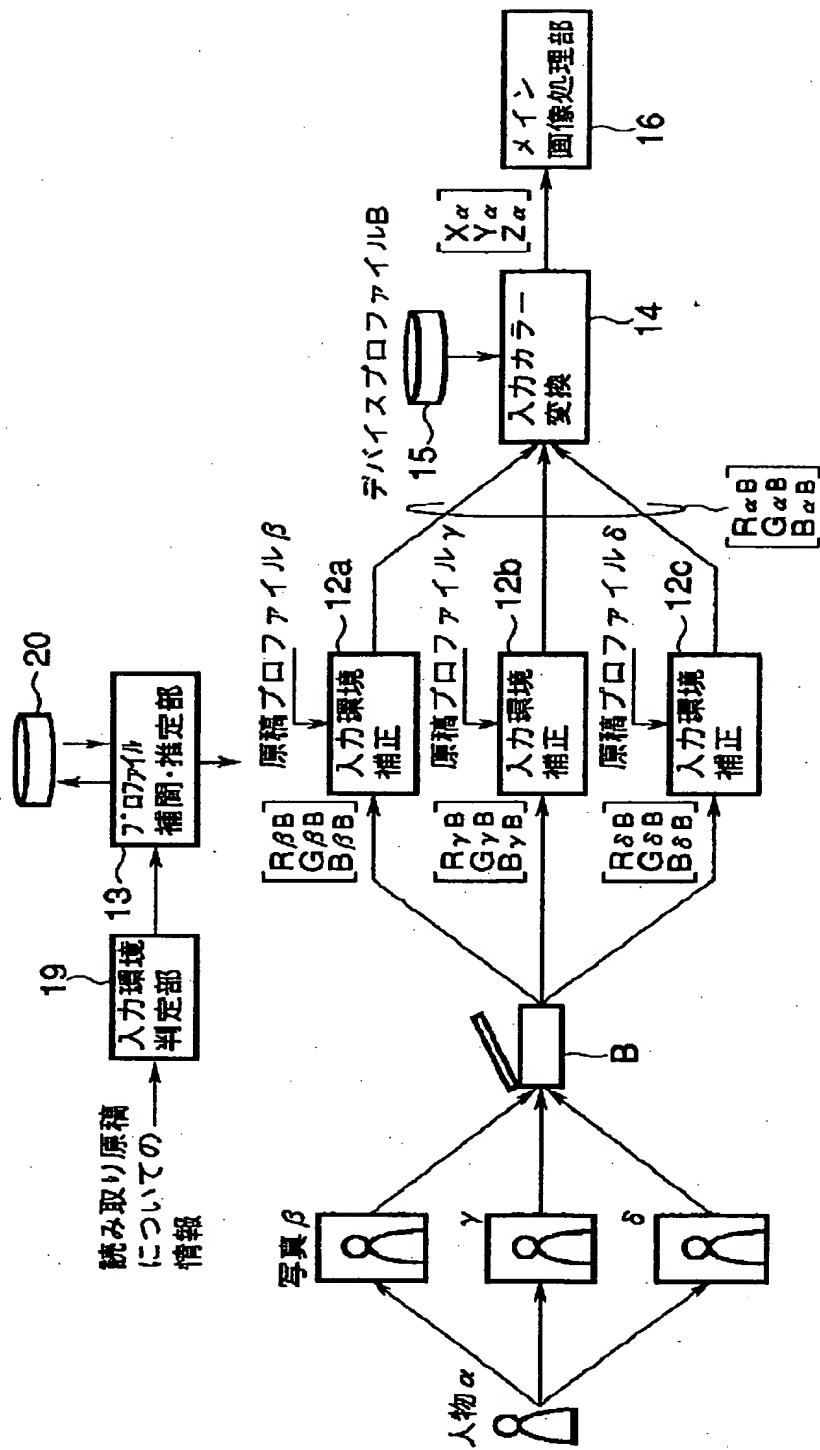 読み取り原稿
についての
情報
19
入力環境
判定部
13
プロファイル
補間・推定部
20
人物α
写真β
γ
δ
B
[RβB
GβB
BβB]
原稿プロファイルβ
入力環境
補正
12a
[RγB
GγB
BγB]
原稿プロファイルγ
入力環境
補正
12b
[RδB
GδB
BδB]
原稿プロファイルδ
入力環境
補正
12c
[RαB
GαB
BαB]
デバイスプロファイルB
15
入力カラー
変換
14
[Xα
Yα
Zα]
メイン
画像処理部
16